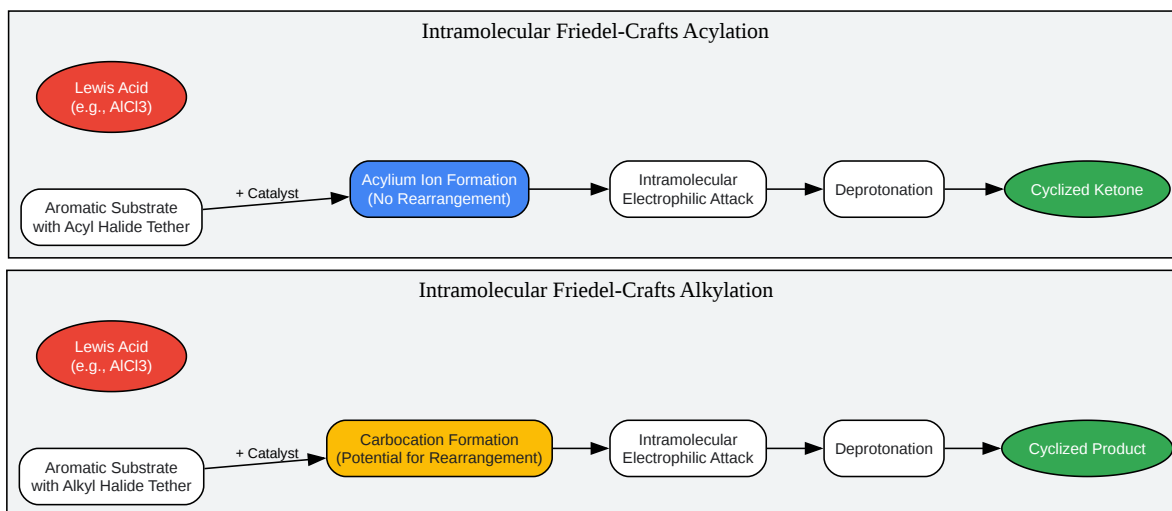 Intramolecular Friedel-Crafts Acylation
Lewis Acid
(e.g., AlCl3)
Aromatic Substrate
with Acyl Halide Tether
+ Catalyst
Acylium Ion Formation
(No Rearrangement)
Intramolecular
Electrophilic Attack
Deprotonation
Cyclized Ketone
Intramolecular Friedel-Crafts Alkylation
Lewis Acid
(e.g., AlCl3)
Aromatic Substrate
with Alkyl Halide Tether
+ Catalyst
Carbocation Formation
(Potential for Rearrangement)
Intramolecular
Electrophilic Attack
Deprotonation
Cyclized Product